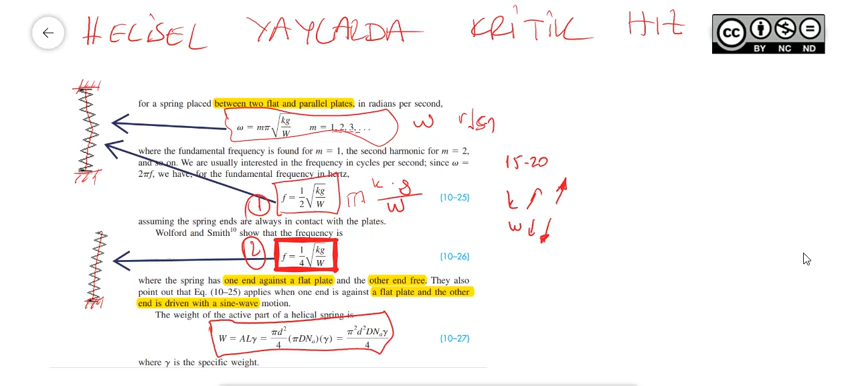 HELİSEL YAYLARDA KRİTİK HIZ
cc BY NC ND
for a spring placed between two flat and parallel plates, in radians per second,
ω = mπ√(kg/W)   m = 1, 2, 3, . . .
ω r/sn
where the fundamental frequency is found for m = 1, the second harmonic for m = 2,
and so on. We are usually interested in the frequency in cycles per second; since ω =
2πf, we have, for the fundamental frequency in hertz,
15-20
① f = 1/2 √(kg/W)   m k·g/W   (10–25)
k ↑ ↑
W ↓ ↓
assuming the spring ends are always in contact with the plates.
Wolford and Smith¹⁰ show that the frequency is
② f = 1/4 √(kg/W)   (10–26)
where the spring has one end against a flat plate and the other end free. They also
point out that Eq. (10–25) applies when one end is against a flat plate and the other
end is driven with a sine-wave motion.
The weight of the active part of a helical spring is
W = ALγ = πd²/4 (πDNₐ)(γ) = π²d²DNₐγ/4   (10–27)
where γ is the specific weight.